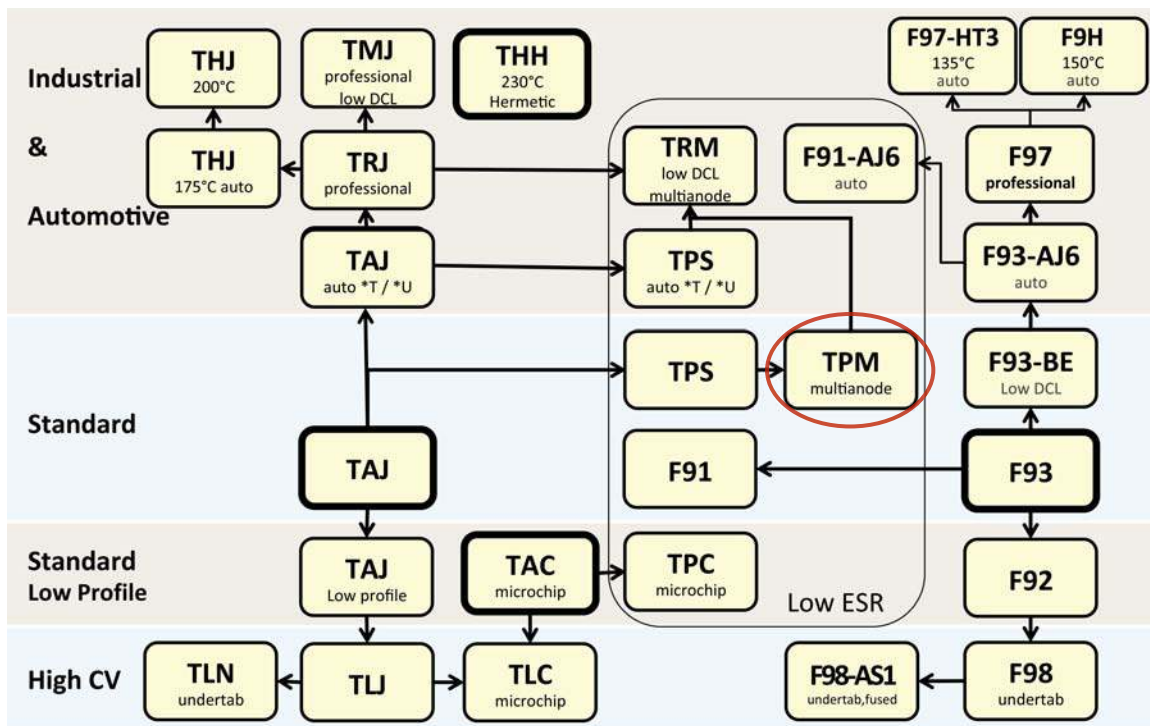 Industrial
&
Automotive
THJ
200°C
TMJ
professional
low DCL
THH
230°C
Hermetic
F97-HT3
135°C
auto
F9H
150°C
auto
THJ
175°C auto
TRJ
professional
TRM
low DCL
multianode
F91-AJ6
auto
F97
professional
TAJ
auto *T / *U
TPS
auto *T / *U
F93-AJ6
auto
Standard
TPS
TPM
multianode
F93-BE
Low DCL
TAJ
F91
F93
Standard
Low Profile
TAJ
Low profile
TAC
microchip
TPC
microchip
Low ESR
F92
High CV
TLN
undertab
TLJ
TLC
microchip
F98-AS1
undertab,fused
F98
undertab